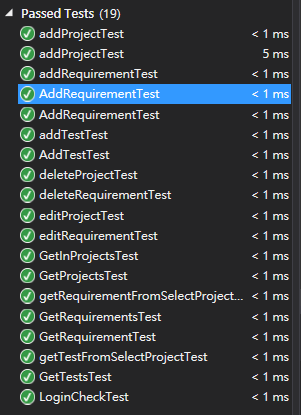 Passed Tests (19)
addProjectTest < 1 ms
addProjectTest 5 ms
addRequirementTest < 1 ms
AddRequirementTest < 1 ms
AddRequirementTest < 1 ms
addTestTest < 1 ms
AddTestTest < 1 ms
deleteProjectTest < 1 ms
deleteRequirementTest < 1 ms
editProjectTest < 1 ms
editRequirementTest < 1 ms
GetInProjectsTest < 1 ms
GetProjectsTest < 1 ms
getRequirementFromSelectProject... < 1 ms
GetRequirementsTest < 1 ms
GetRequirementTest < 1 ms
getTestFromSelectProjectTest < 1 ms
GetTestsTest < 1 ms
LoginCheckTest < 1 ms